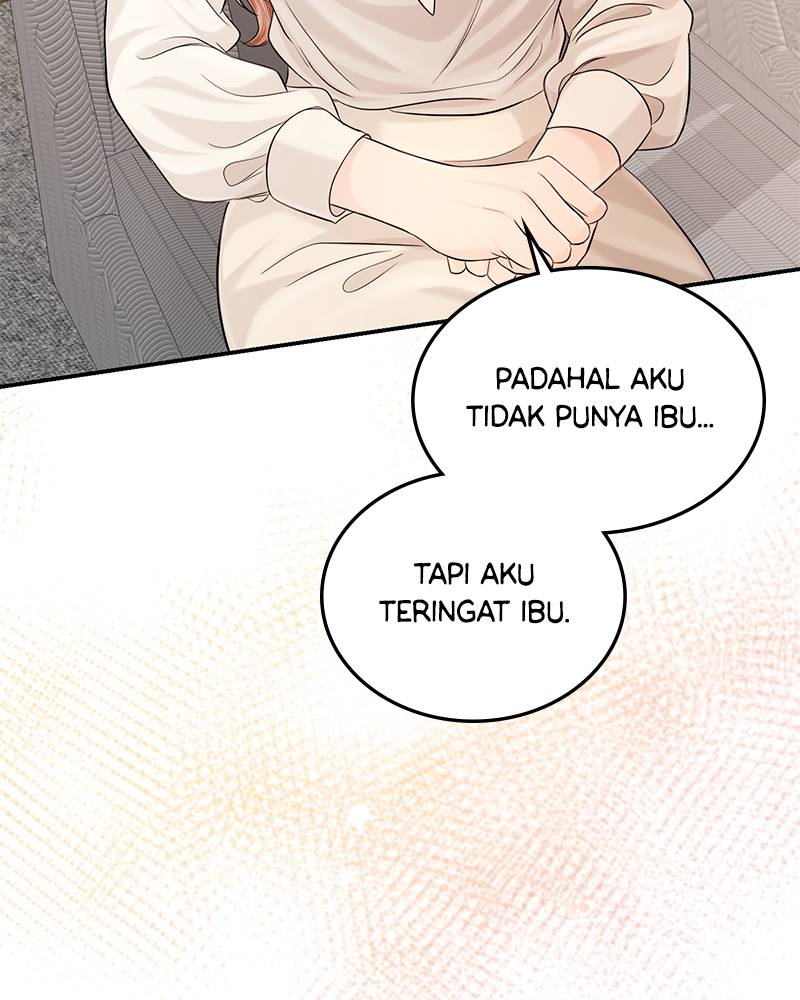 PADAHAL AKU
TIDAK PUNYA IBU...
TAPI AKU
TERINGAT IBU.